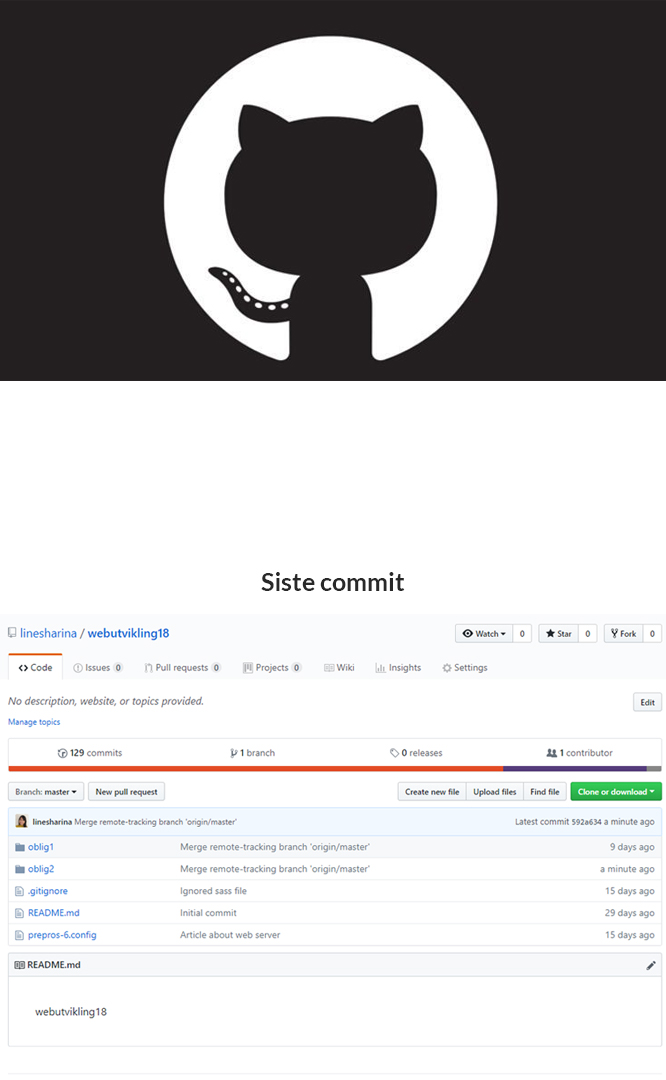 Siste commit
linesharina / webutvikling18
Watch 0 Star 0 Fork 0
Code Issues 0 Pull requests 0 Projects 0 Wiki Insights Settings
No description, website, or topics provided. Edit
Manage topics
129 commits 1 branch 0 releases 1 contributor
Branch: master New pull request Create new file Upload files Find file Clone or download
linesharina Merge remote-tracking branch 'origin/master' Latest commit 592a634 a minute ago
oblig1 Merge remote-tracking branch 'origin/master' 9 days ago
oblig2 Merge remote-tracking branch 'origin/master' a minute ago
.gitignore Ignored sass file 15 days ago
README.md Initial commit 29 days ago
prepros-6.config Article about web server 15 days ago
README.md
webutvikling18